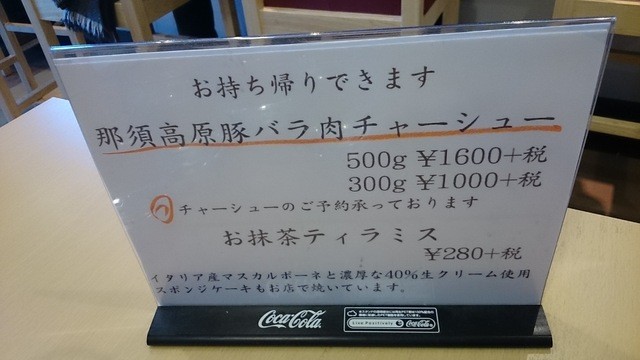 お持ち帰りできます
那須高原豚バラ肉チャーシュー
500g ¥1600+税
300g ¥1000+税
チャーシューのご予約承っております
お抹茶ティラミス
¥280+税
イタリア産マスカルポーネと濃厚な40%生クリーム使用
スポンジケーキもお店で焼いています。
Coca-Cola
Live Positively
Coca-Cola